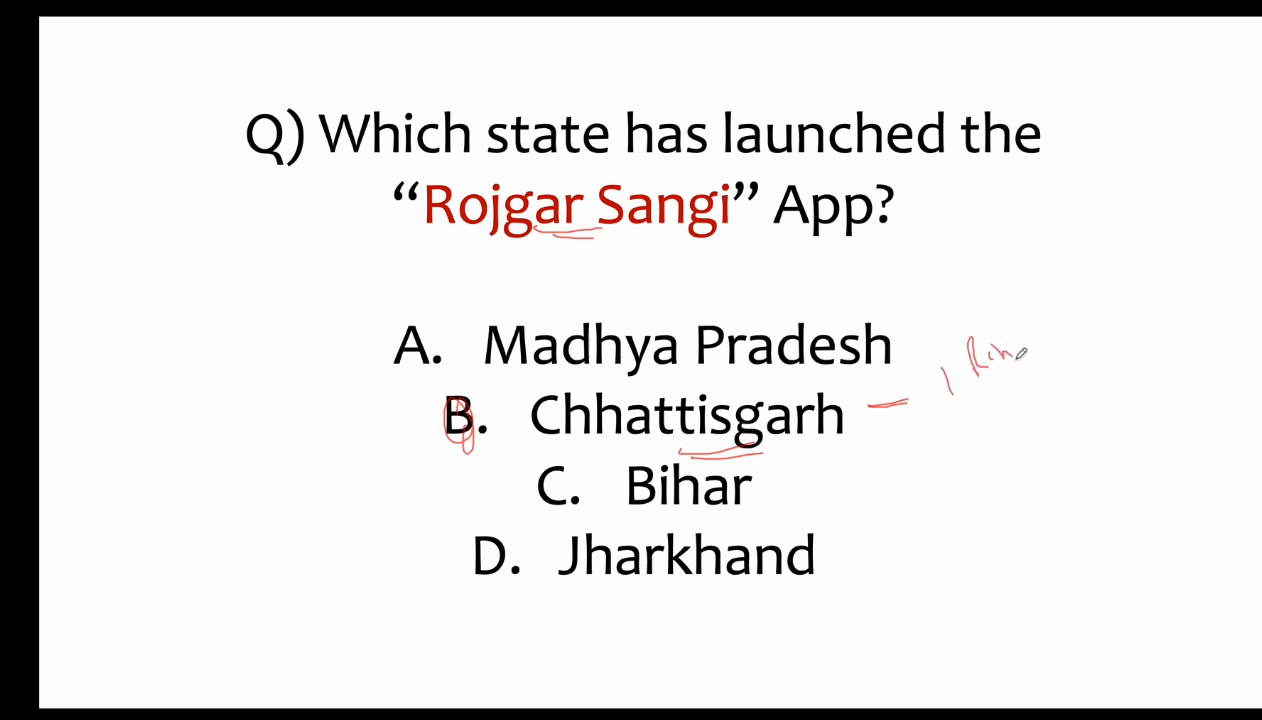 Q) Which state has launched the
“Rojgar Sangi” App?
A. Madhya Pradesh
B. Chhattisgarh
C. Bihar
D. Jharkhand